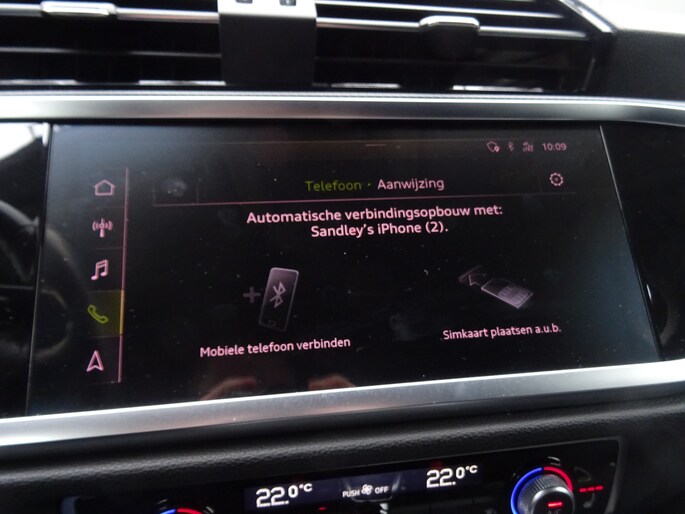 10:09
Telefoon · Aanwijzing
Automatische verbindingsopbouw met:
Sandley's iPhone (2).
Mobiele telefoon verbinden
Simkaart plaatsen a.u.b.
22.0°C
PUSH OFF
22.0°C